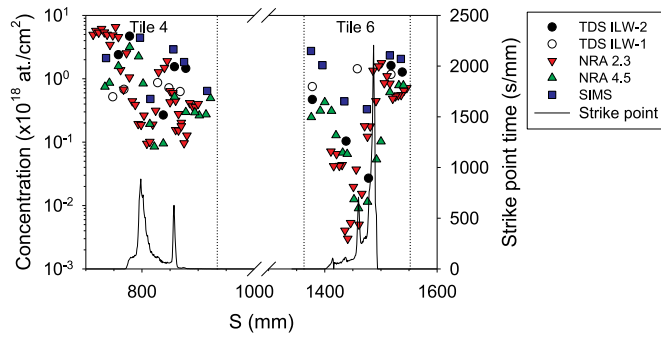 Tile 4
Tile 6
Concentration (x10¹⁸ at./cm²)
10¹
10⁰
10⁻¹
10⁻²
10⁻³
2500
2000
1500
1000
500
0
Strike point time (s/mm)
800
1000
1400
1600
S (mm)
TDS ILW-2
TDS ILW-1
NRA 2.3
NRA 4.5
SIMS
Strike point